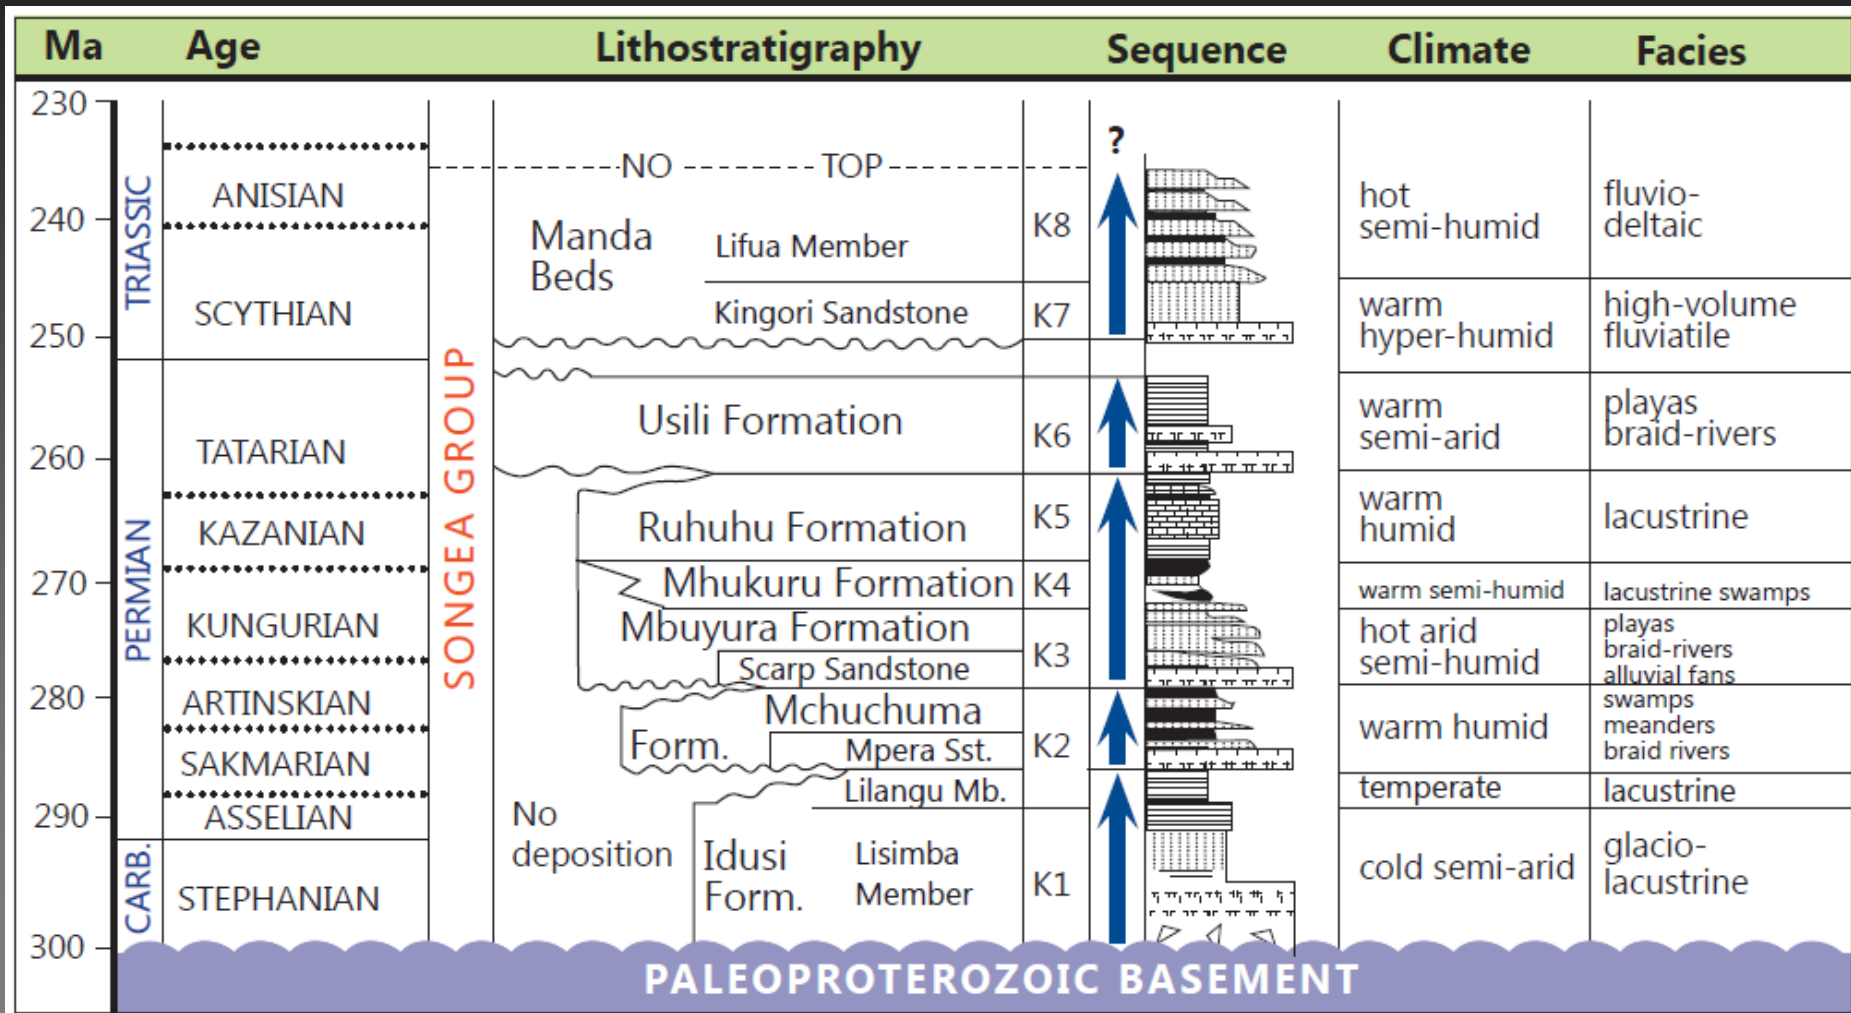 Ma Age Lithostratigraphy Sequence Climate Facies
230
240
250
260
270
280
290
300
TRIASSIC
PERMIAN
CARB.
ANISIAN
SCYTHIAN
TATARIAN
KAZANIAN
KUNGURIAN
ARTINSKIAN
SAKMARIAN
ASSELIAN
STEPHANIAN
SONGEA GROUP
NO TOP
Manda
Beds
Lifua Member
Kingori Sandstone
Usili Formation
Ruhuhu Formation
Mhukuru Formation
Mbuyura Formation
Scarp Sandstone
Mchuchuma
Form.
Mpera Sst.
Lilangu Mb.
No
deposition
Idusi
Form.
Lisimba
Member
K8
K7
K6
K5
K4
K3
K2
K1
?
hot
semi-humid
warm
hyper-humid
warm
semi-arid
warm
humid
warm semi-humid
hot arid
semi-humid
warm humid
temperate
cold semi-arid
fluvio-
deltaic
high-volume
fluviatile
playas
braid-rivers
lacustrine
lacustrine swamps
playas
braid-rivers
alluvial fans
swamps
meanders
braid rivers
lacustrine
glacio-
lacustrine
PALEOPROTEROZOIC BASEMENT